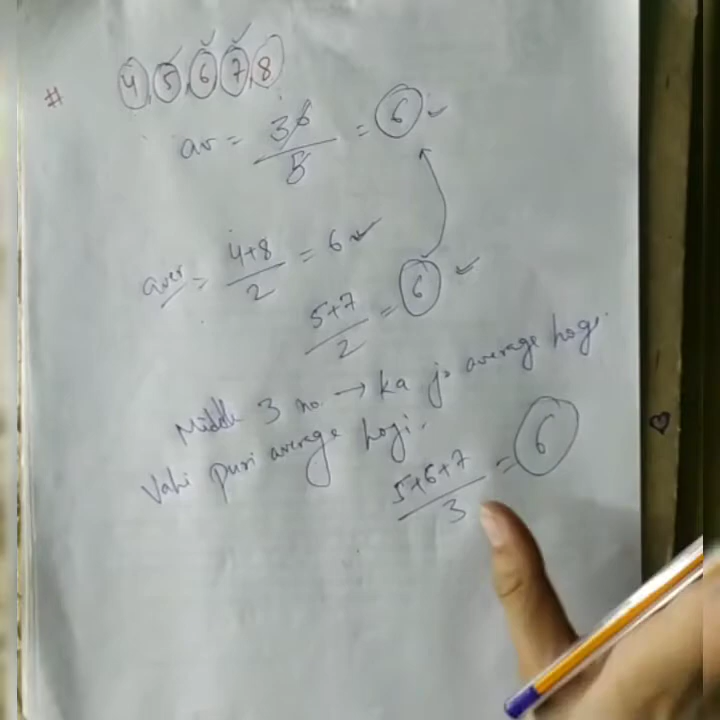 # 4, 5, 6, 7, 8
av = 36/5 = 6
aver = 4+8/2 = 6
5+7/2 = 6
Middle 3 no. → ka jo average hogi.
Vahi puri average hogi.
5+6+7/3 = 6